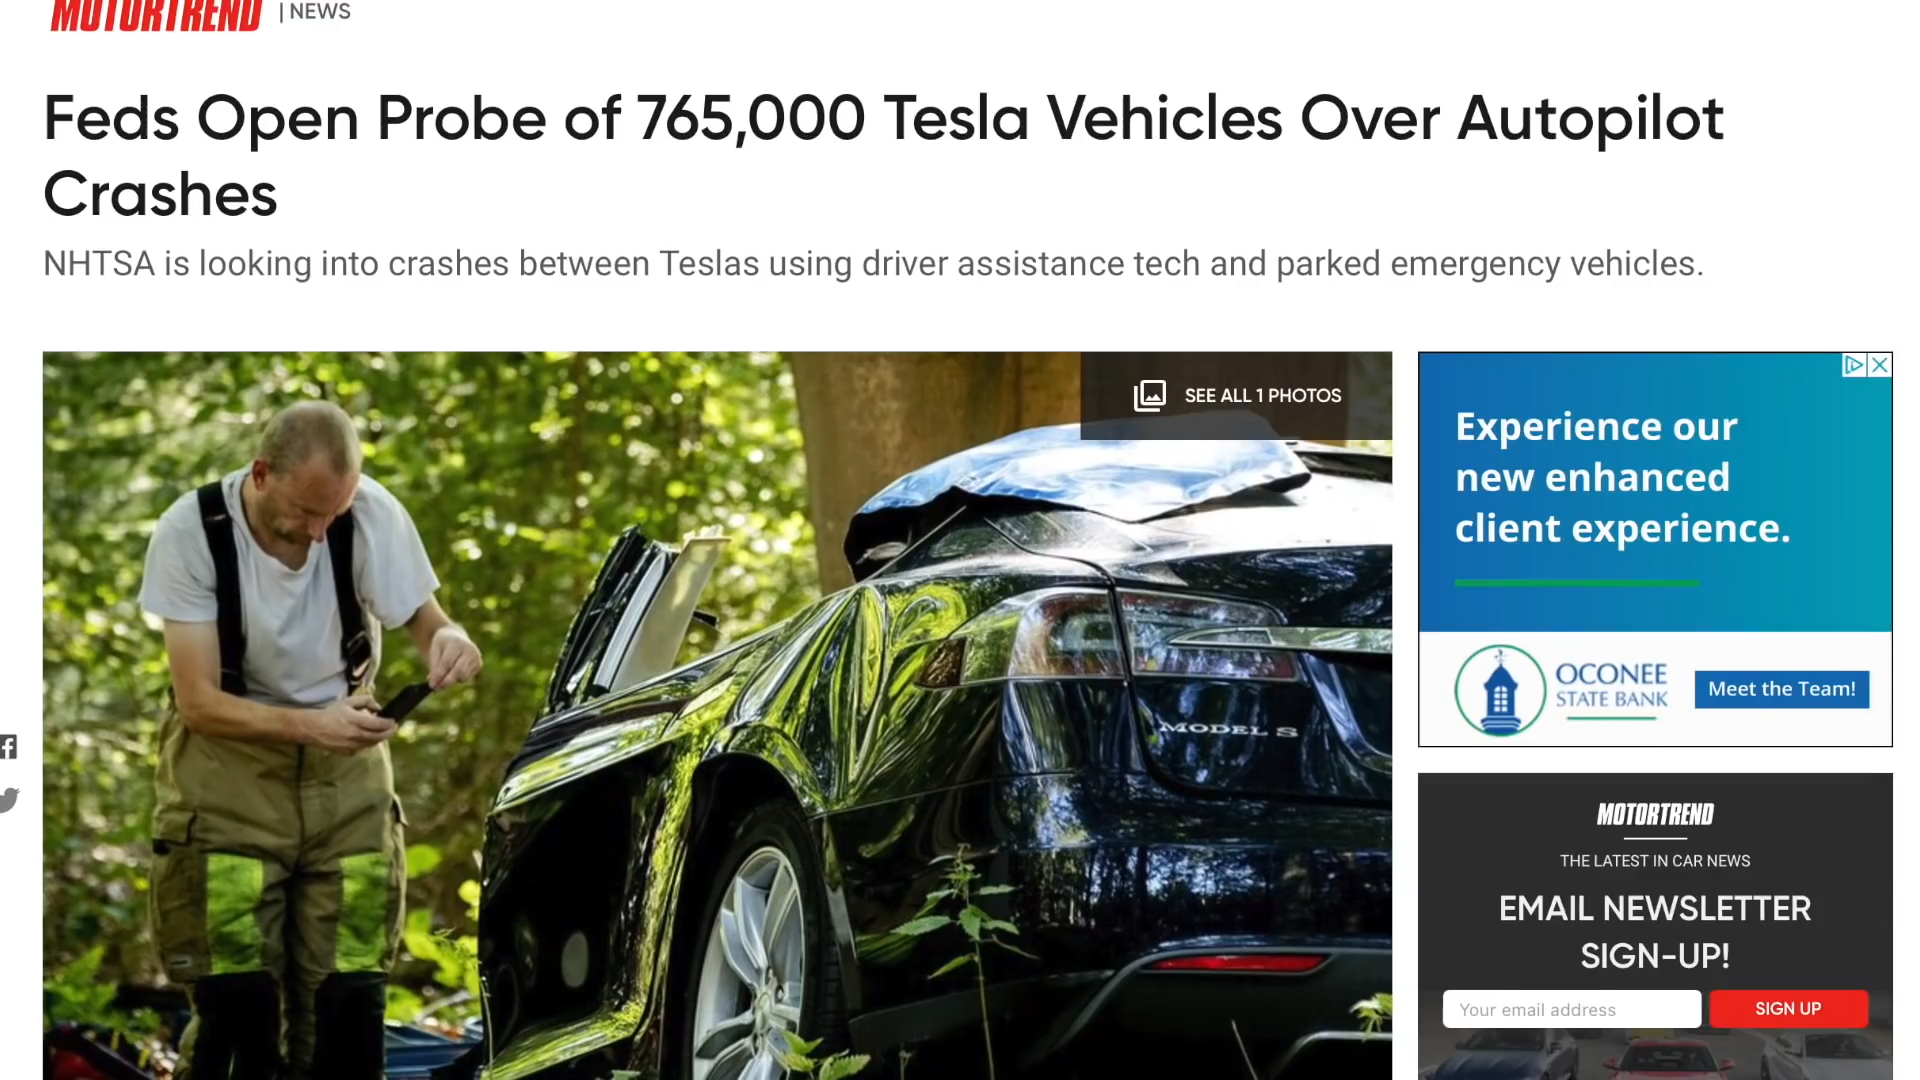 MOTORTREND | NEWS
Feds Open Probe of 765,000 Tesla Vehicles Over Autopilot
Crashes
NHTSA is looking into crashes between Teslas using driver assistance tech and parked emergency vehicles.
SEE ALL 1 PHOTOS
MODEL S
Experience our
new enhanced
client experience.
OCONEE
STATE BANK
Meet the Team!
MOTORTREND
THE LATEST IN CAR NEWS
EMAIL NEWSLETTER
SIGN-UP!
Your email address
SIGN UP